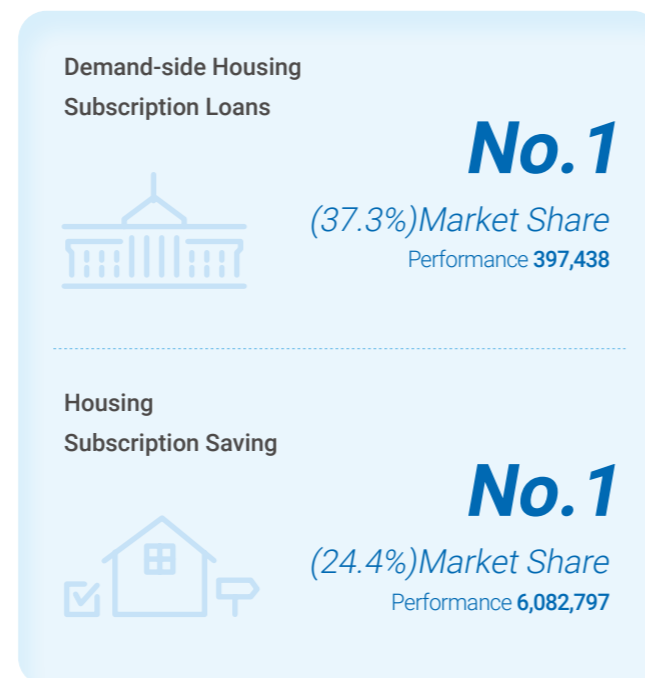 Demand-side Housing
Subscription Loans
No.1
(37.3%)Market Share
Performance 397,438
Housing
Subscription Saving
No.1
(24.4%)Market Share
Performance 6,082,797